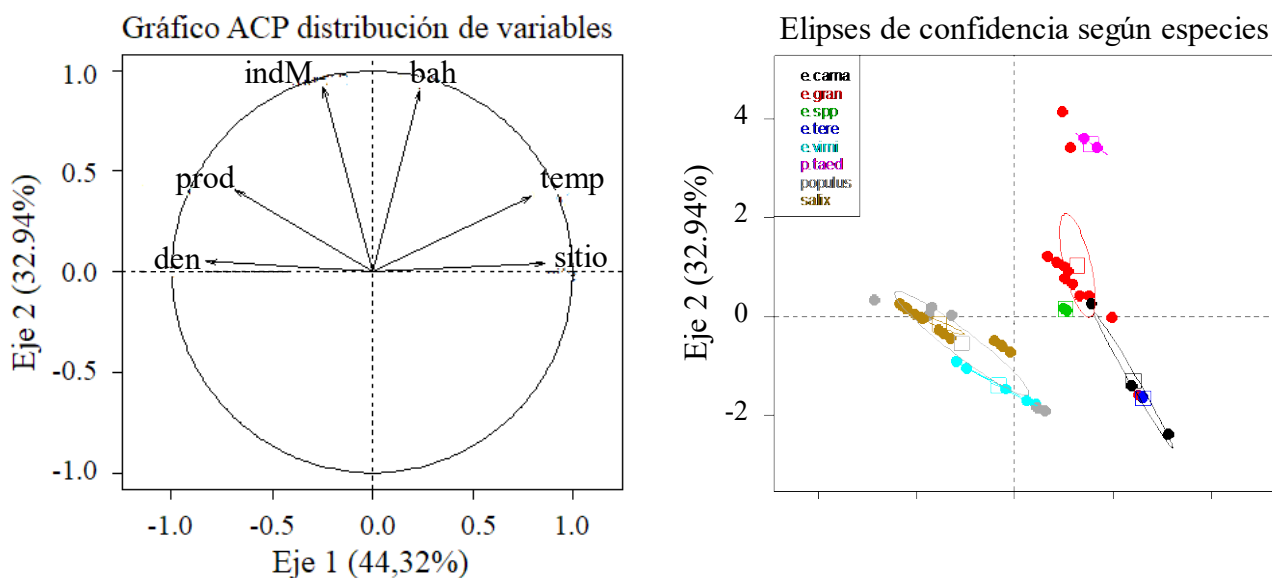 Gráfico ACP distribución de variables
indM
bah
prod
temp
den
sitio
1.0
0.5
0.0
-0.5
-1.0
-1.0
-0.5
0.0
0.5
1.0
Eje 2 (32.94%)
Eje 1 (44,32%)
Elipses de confidencia según especies
e.cama
e.gran
e.spp
e.tere
e.vimi
p.taed
populus
salix
4
2
0
-2
Eje 2 (32.94%)